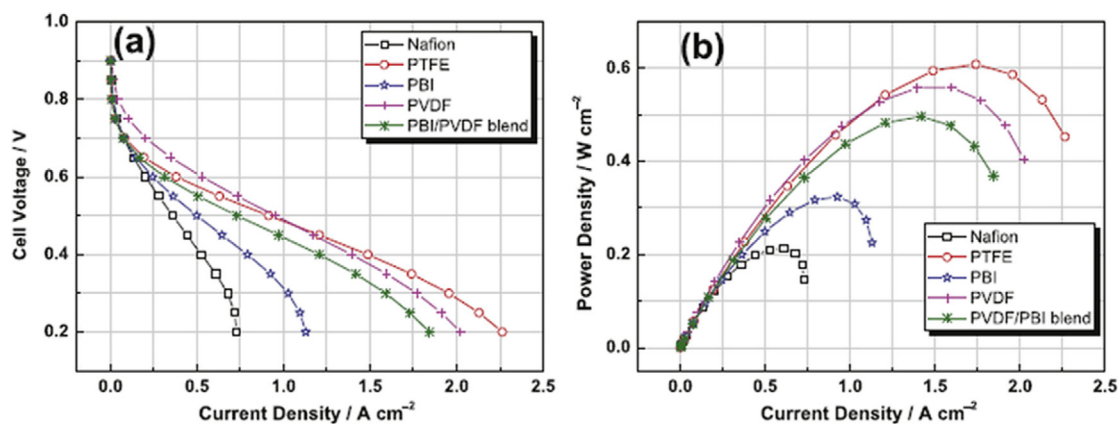 (a)
Nafion
PTFE
PBI
PVDF
PBI/PVDF blend
1.0
0.8
0.6
0.4
0.2
Cell Voltage / V
0.0 0.5 1.0 1.5 2.0 2.5
Current Density / A cm⁻²
(b)
Nafion
PTFE
PBI
PVDF
PVDF/PBI blend
0.6
0.4
0.2
0.0
Power Density / W cm⁻²
0.0 0.5 1.0 1.5 2.0 2.5
Current Density / A cm⁻²